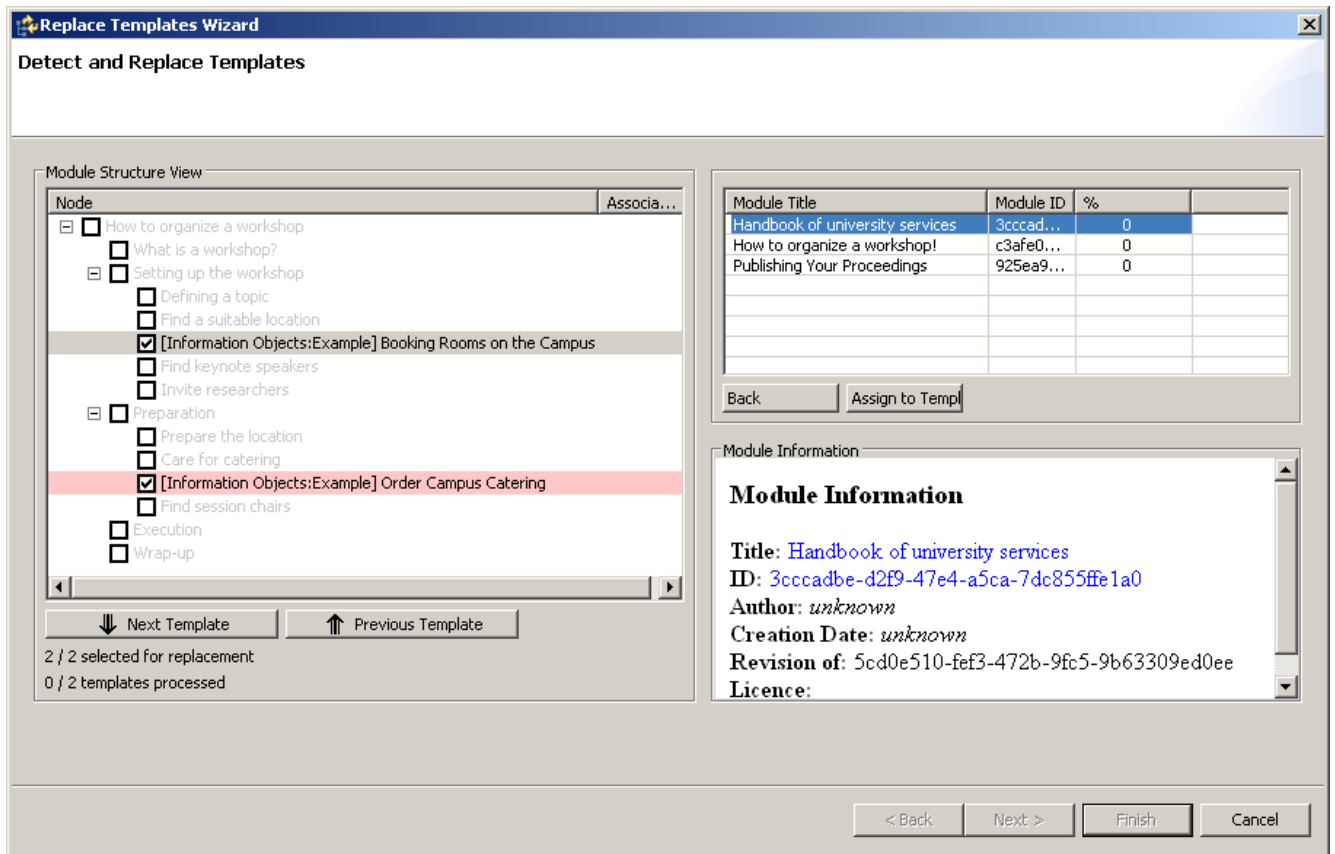 Replace Templates Wizard
Detect and Replace Templates
Module Structure View
Node Associa...
How to organize a workshop
What is a workshop?
Setting up the workshop
Defining a topic
Find a suitable location
[Information Objects:Example] Booking Rooms on the Campus
Find keynote speakers
Invite researchers
Preparation
Prepare the location
Care for catering
[Information Objects:Example] Order Campus Catering
Find session chairs
Execution
Wrap-up
Next Template Previous Template
2 / 2 selected for replacement
0 / 2 templates processed
Module Title Module ID %
Handbook of university services 3cccad... 0
How to organize a workshop! c3afe0... 0
Publishing Your Proceedings 925ea9... 0
Back Assign to Templ
Module Information
Module Information
Title: Handbook of university services
ID: 3cccadbe-d2f9-47e4-a5ca-7dc855ffe1a0
Author: unknown
Creation Date: unknown
Revision of: 5cd0e510-fef3-472b-9fc5-9b63309ed0ee
Licence:
< Back Next > Finish Cancel